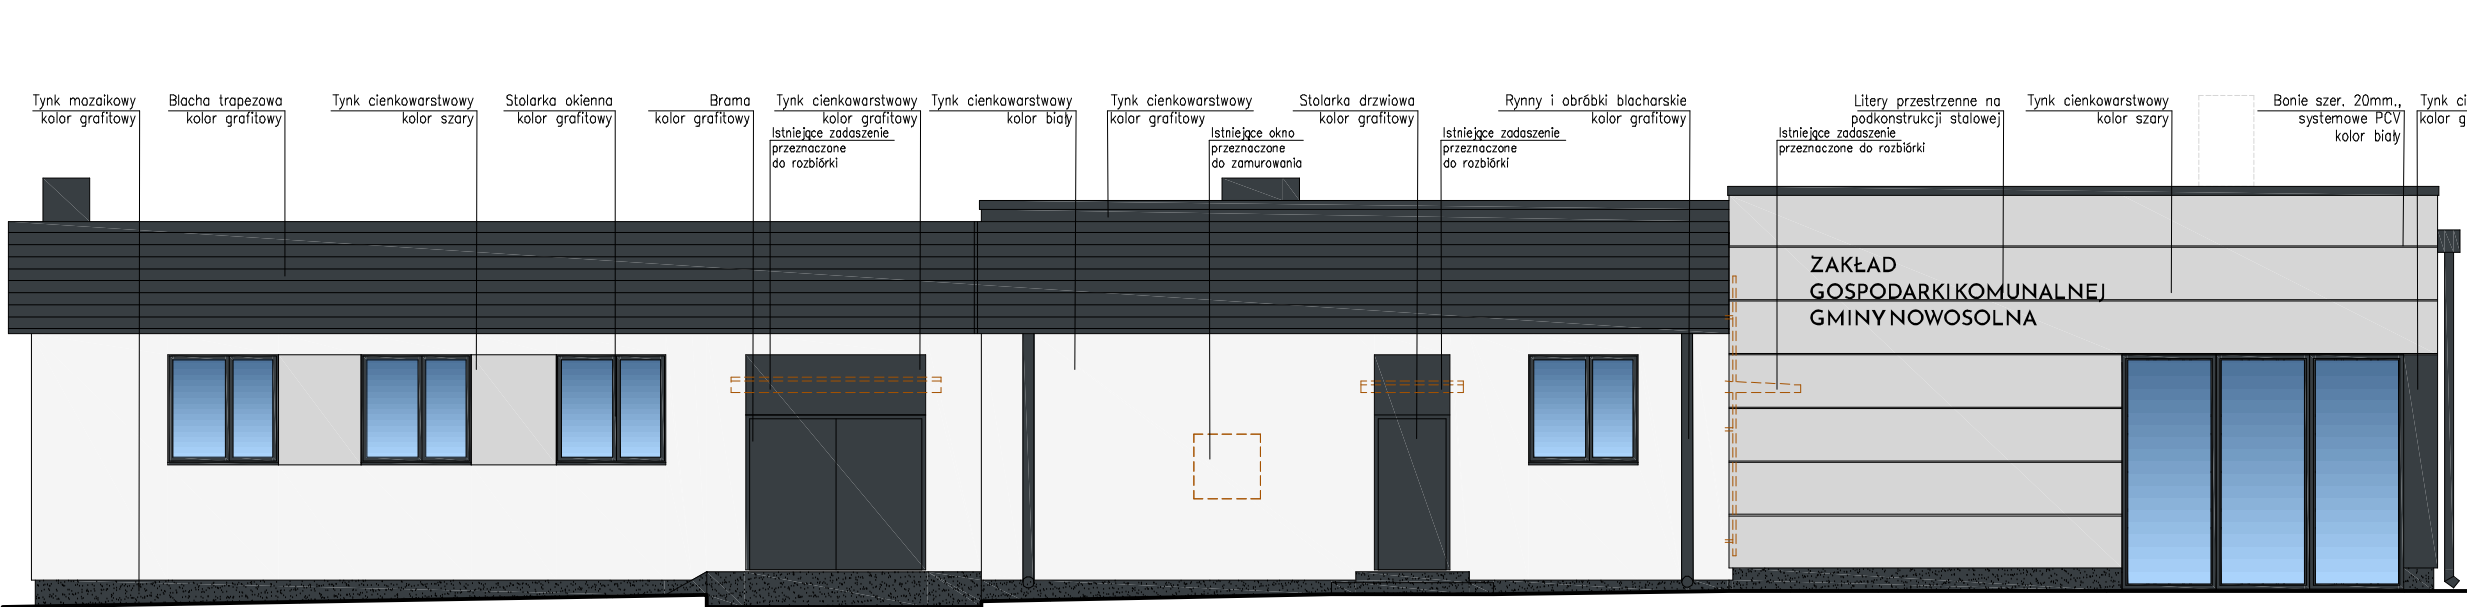 Tynk mozaikowy
kolor grafitowy
Blacha trapezowa
kolor grafitowy
Tynk cienkowarstwowy
kolor szary
Stolarka okienna
kolor grafitowy
Brama
kolor grafitowy
Tynk cienkowarstwowy
kolor grafitowy
Istniejące zadaszenie
przeznaczone
do rozbiórki
Tynk cienkowarstwowy
kolor biały
Tynk cienkowarstwowy
kolor grafitowy
Istniejące okno
przeznaczone
do zamurowania
Stolarka drzwiowa
kolor grafitowy
Istniejące zadaszenie
przeznaczone
do rozbiórki
Rynny i obróbki blacharskie
kolor grafitowy
Istniejące zadaszenie
przeznaczone do rozbiórki
Litery przestrzenne na
podkonstrukcji stalowej
Tynk cienkowarstwowy
kolor szary
Bonie szer. 20mm.,
systemowe PCV
kolor biały
Tynk ci
kolor g
ZAKŁAD
GOSPODARKI KOMUNALNEJ
GMINY NOWOSOLNA